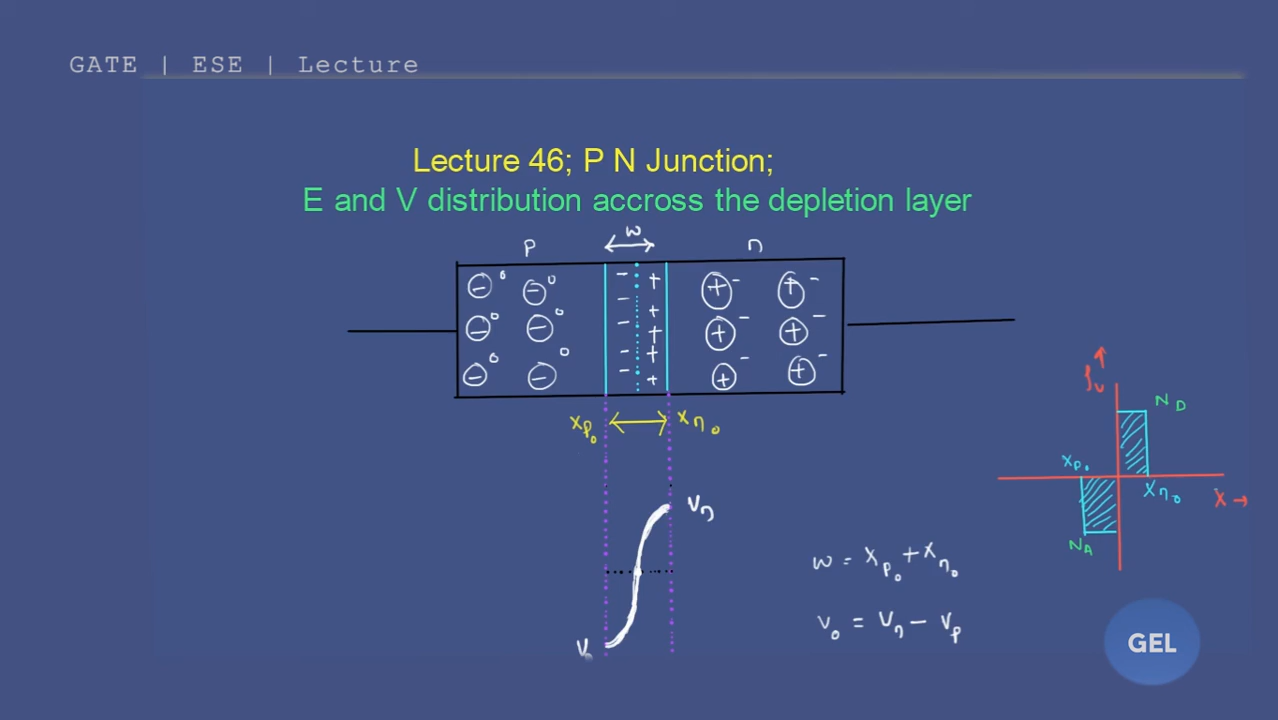 GATE | ESE | Lecture
Lecture 46; P N Junction;
E and V distribution accross the depletion layer
p
w
n
xp₀
xn₀
ρv
ND
xp₀
xn₀
x →
NA
Vn
w = xp₀ + xn₀
V₀ = Vn - Vp
GEL